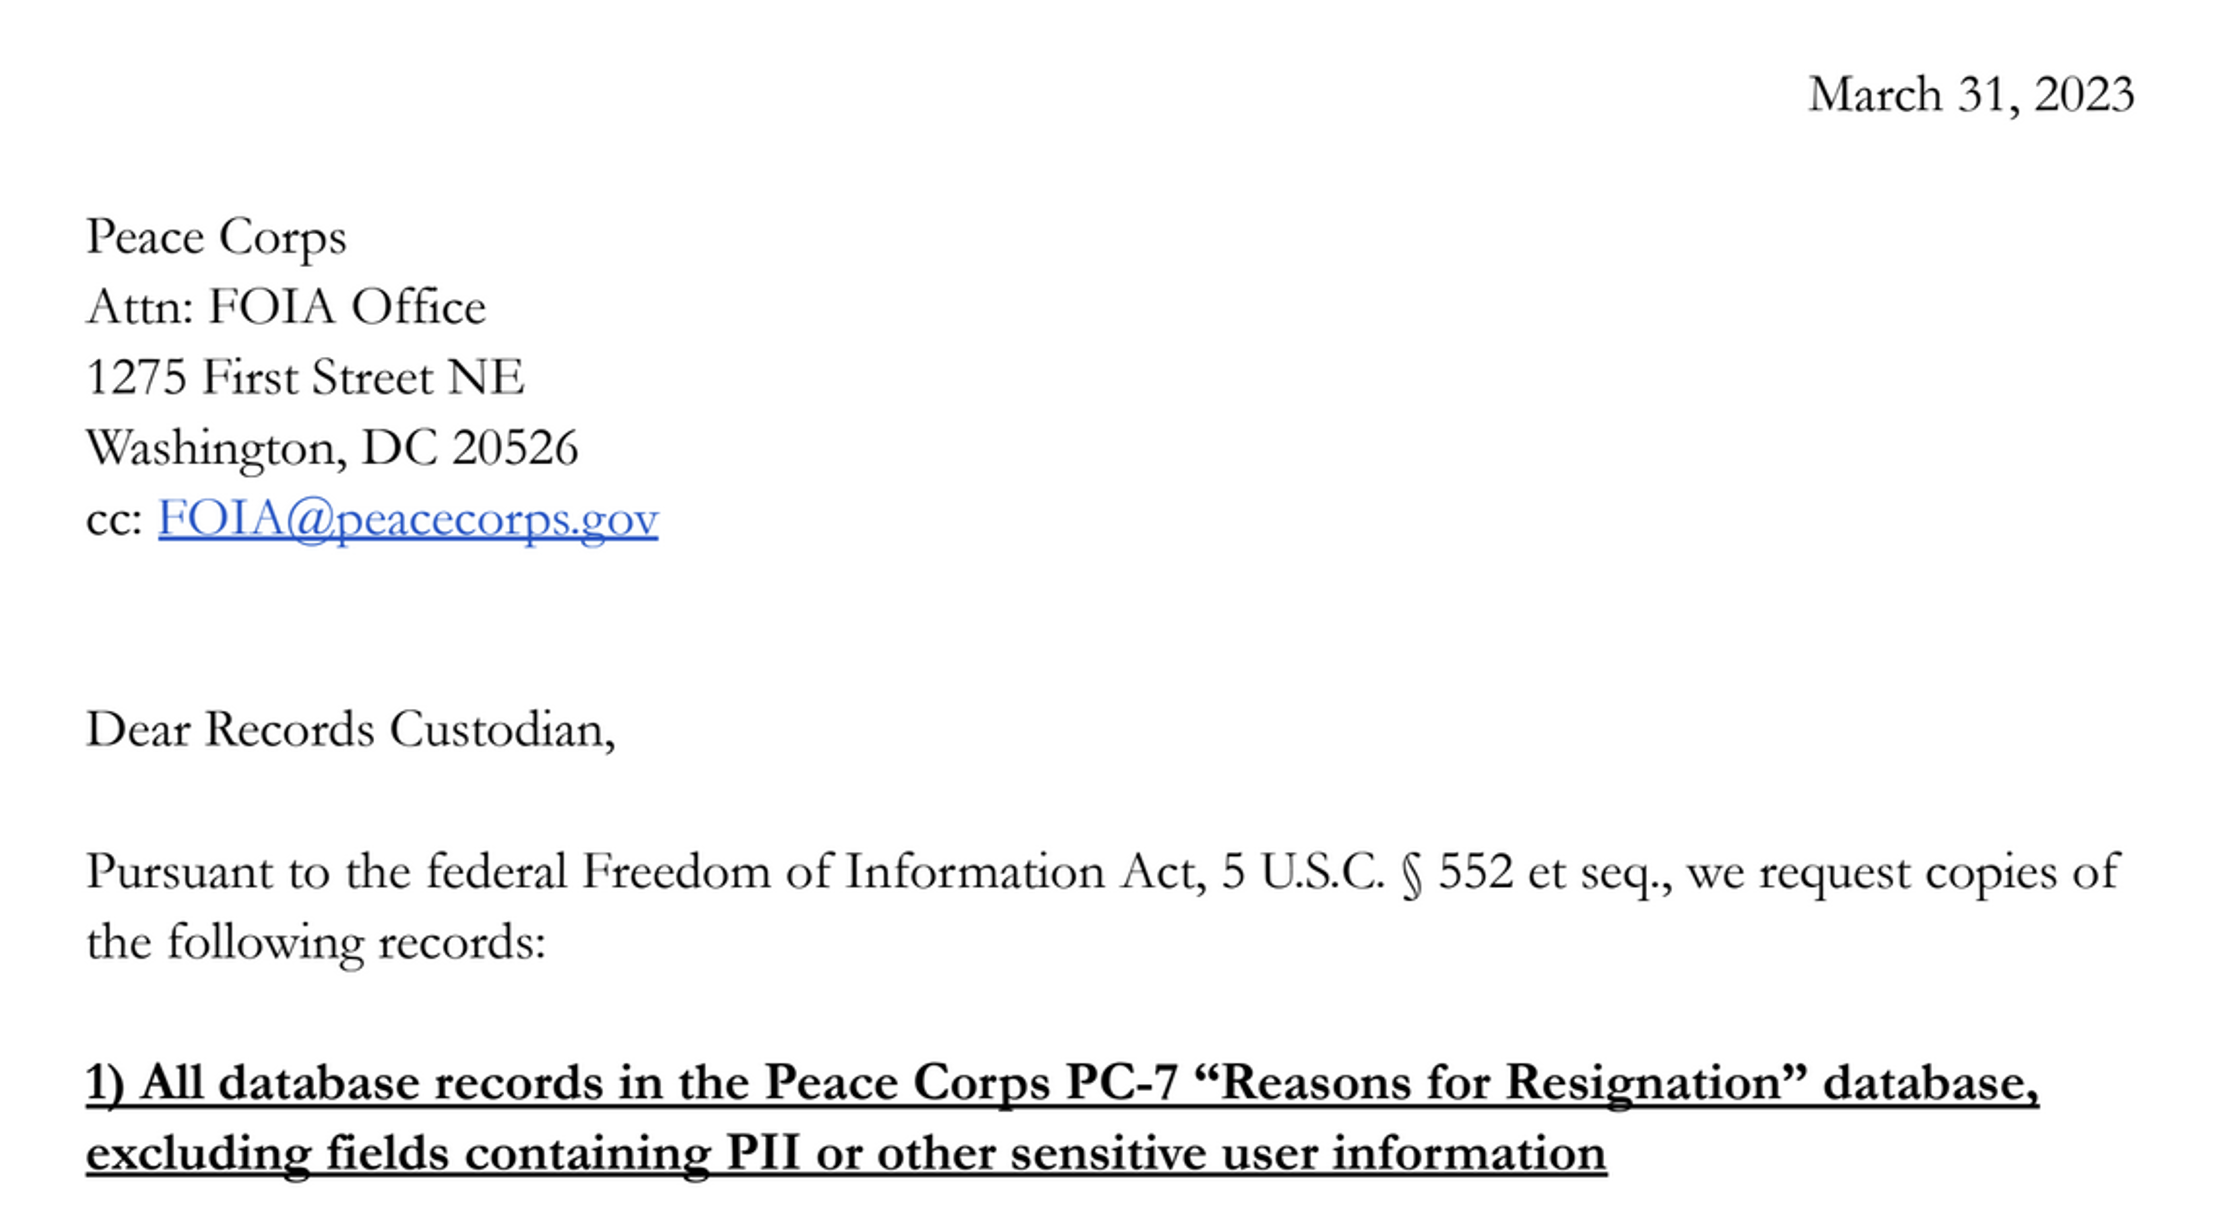 March 31, 2023
Peace Corps
Attn: FOIA Office
1275 First Street NE
Washington, DC 20526
cc: FOIA@peacecorps.gov
Dear Records Custodian,
Pursuant to the federal Freedom of Information Act, 5 U.S.C. § 552 et seq., we request copies of
the following records:
1) All database records in the Peace Corps PC-7 “Reasons for Resignation” database,
excluding fields containing PII or other sensitive user information